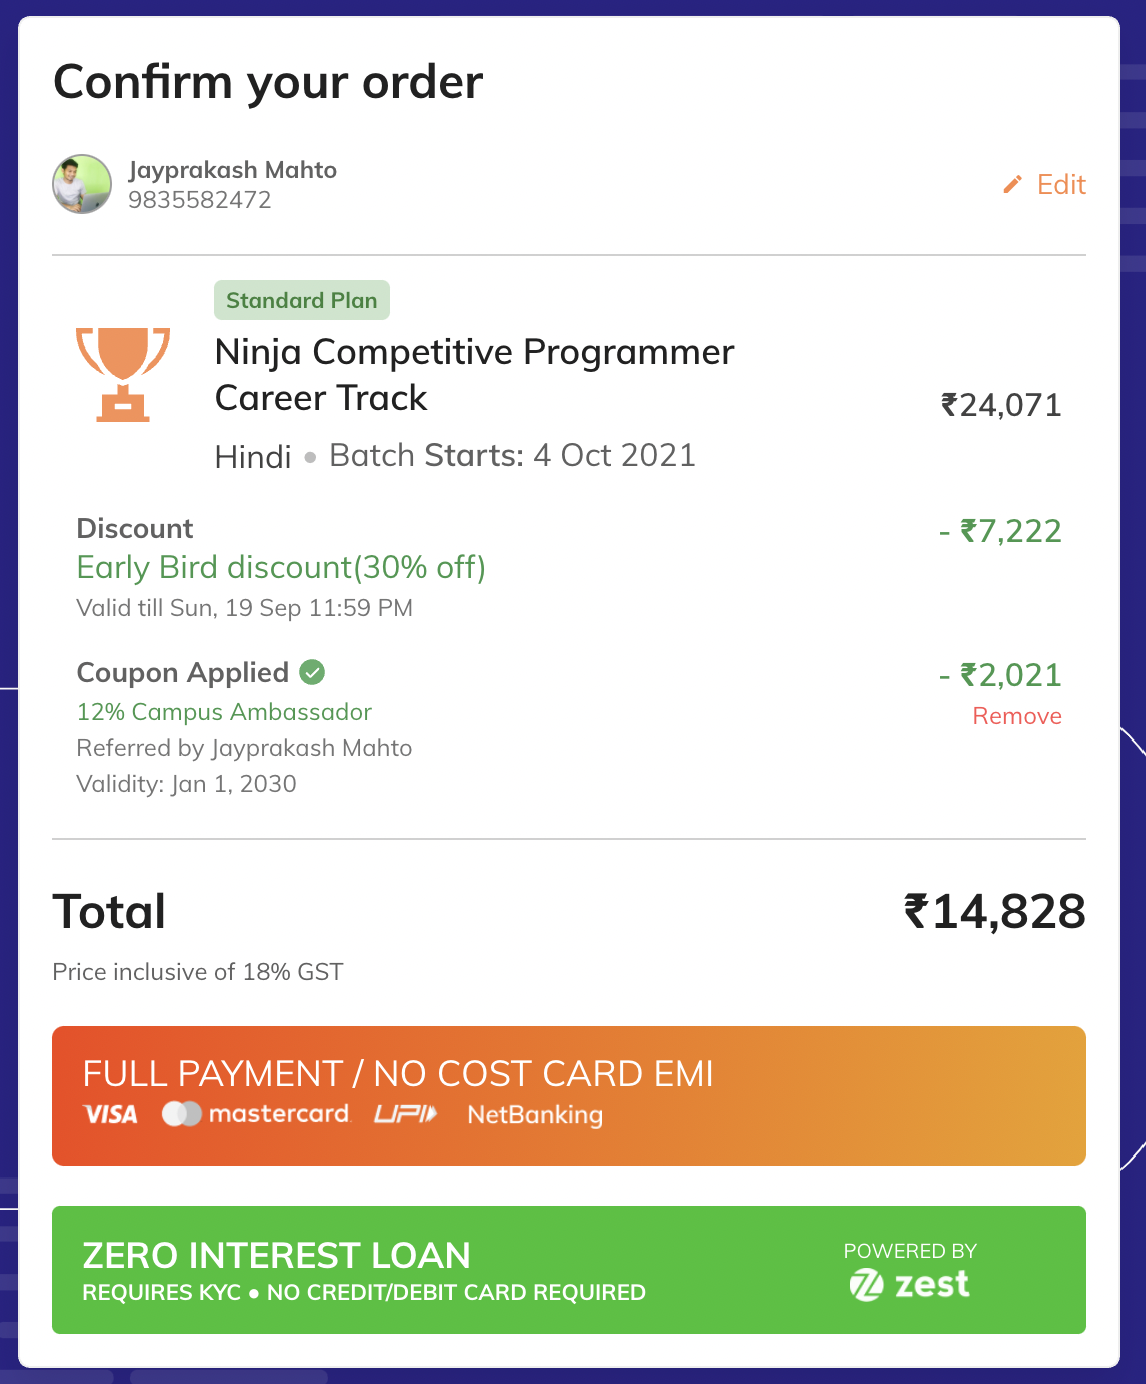 Confirm your order
Jayprakash Mahto
9835582472
Edit
Standard Plan
Ninja Competitive Programmer
Career Track
₹24,071
Hindi • Batch Starts: 4 Oct 2021
Discount
- ₹7,222
Early Bird discount(30% off)
Valid till Sun, 19 Sep 11:59 PM
Coupon Applied
- ₹2,021
12% Campus Ambassador
Remove
Referred by Jayprakash Mahto
Validity: Jan 1, 2030
Total
₹14,828
Price inclusive of 18% GST
FULL PAYMENT / NO COST CARD EMI
VISA mastercard. UPI NetBanking
ZERO INTEREST LOAN
REQUIRES KYC • NO CREDIT/DEBIT CARD REQUIRED
POWERED BY
zest